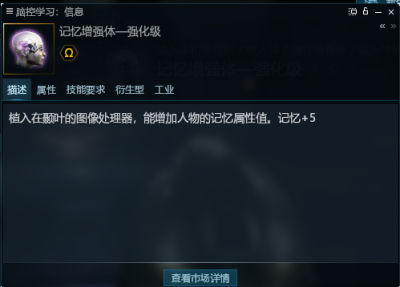 脑控学习：信息
记忆增强体—强化级
Ω
描述 属性 技能要求 衍生型 工业
植入在颞叶的图像处理器，能增加人物的记忆属性值。记忆+5
查看市场详情